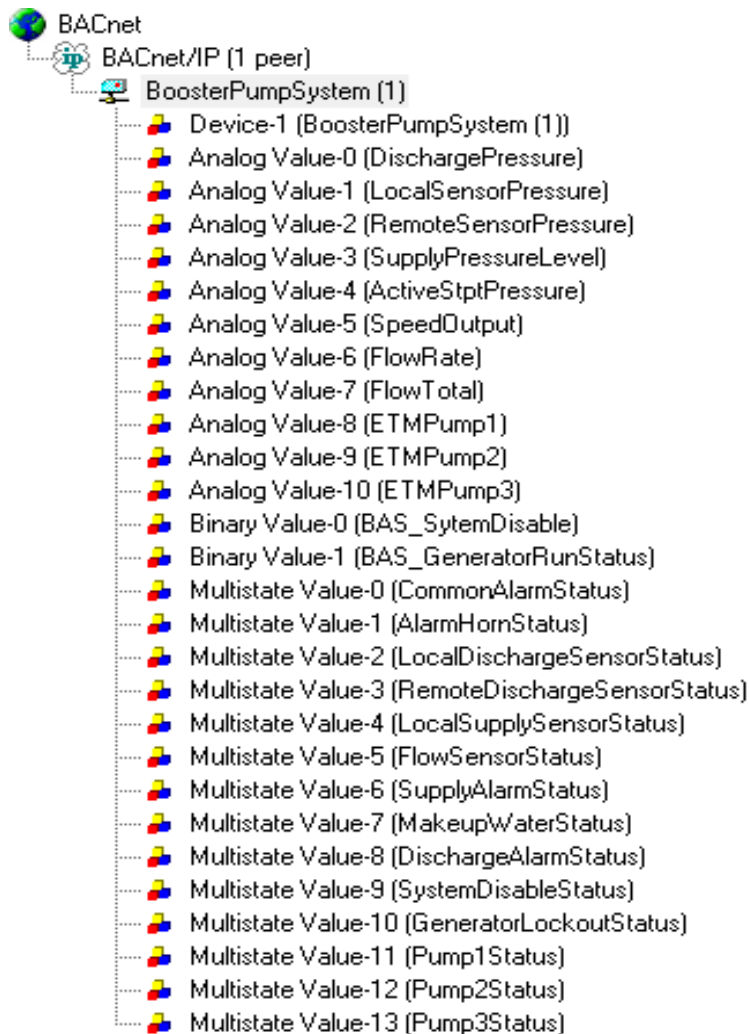 BACnet
ip BACnet/IP (1 peer)
BoosterPumpSystem (1)
Device-1 (BoosterPumpSystem (1))
Analog Value-0 (DischargePressure)
Analog Value-1 (LocalSensorPressure)
Analog Value-2 (RemoteSensorPressure)
Analog Value-3 (SupplyPressureLevel)
Analog Value-4 (ActiveStptPressure)
Analog Value-5 (SpeedOutput)
Analog Value-6 (FlowRate)
Analog Value-7 (FlowTotal)
Analog Value-8 (ETMPump1)
Analog Value-9 (ETMPump2)
Analog Value-10 (ETMPump3)
Binary Value-0 (BAS_SytemDisable)
Binary Value-1 (BAS_GeneratorRunStatus)
Multistate Value-0 (CommonAlarmStatus)
Multistate Value-1 (AlarmHornStatus)
Multistate Value-2 (LocalDischargeSensorStatus)
Multistate Value-3 (RemoteDischargeSensorStatus)
Multistate Value-4 (LocalSupplySensorStatus)
Multistate Value-5 (FlowSensorStatus)
Multistate Value-6 (SupplyAlarmStatus)
Multistate Value-7 (MakeupWaterStatus)
Multistate Value-8 (DischargeAlarmStatus)
Multistate Value-9 (SystemDisableStatus)
Multistate Value-10 (GeneratorLockoutStatus)
Multistate Value-11 (Pump1Status)
Multistate Value-12 (Pump2Status)
Multistate Value-13 (Pump3Status)